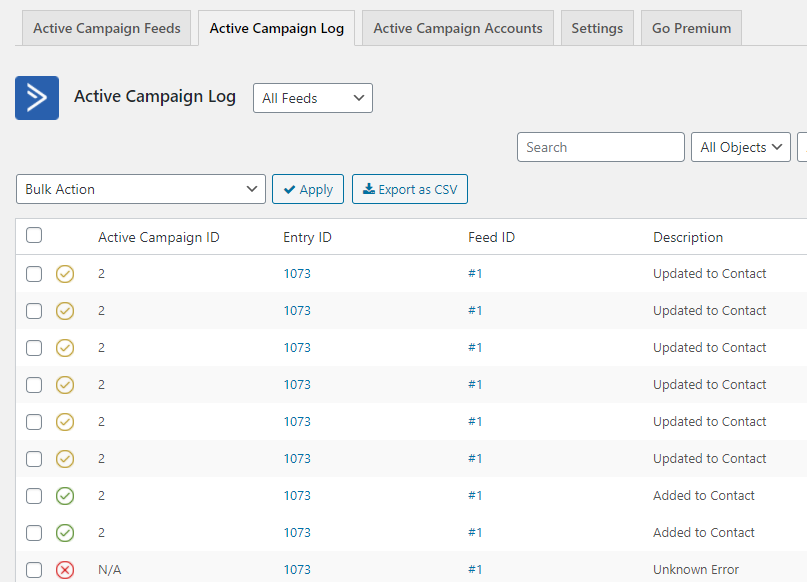 Active Campaign Feeds Active Campaign Log Active Campaign Accounts Settings Go Premium
Active Campaign Log All Feeds
Search All Objects
Bulk Action Apply Export as CSV
Active Campaign ID Entry ID Feed ID Description
2 1073 #1 Updated to Contact
2 1073 #1 Updated to Contact
2 1073 #1 Updated to Contact
2 1073 #1 Updated to Contact
2 1073 #1 Updated to Contact
2 1073 #1 Updated to Contact
2 1073 #1 Added to Contact
2 1073 #1 Added to Contact
N/A 1073 #1 Unknown Error